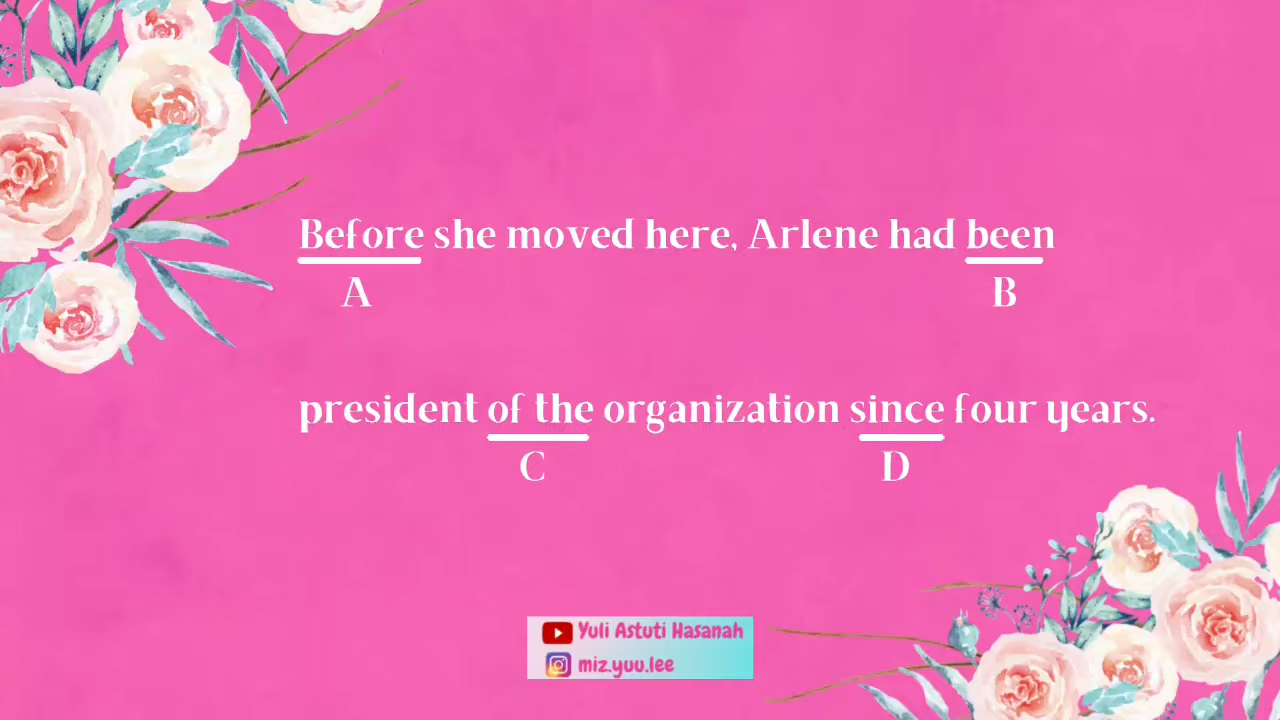 Before she moved here, Arlene had been
A B
president of the organization since four years.
C D
Yuli Astuti Hasanah
miz.yuu.lee